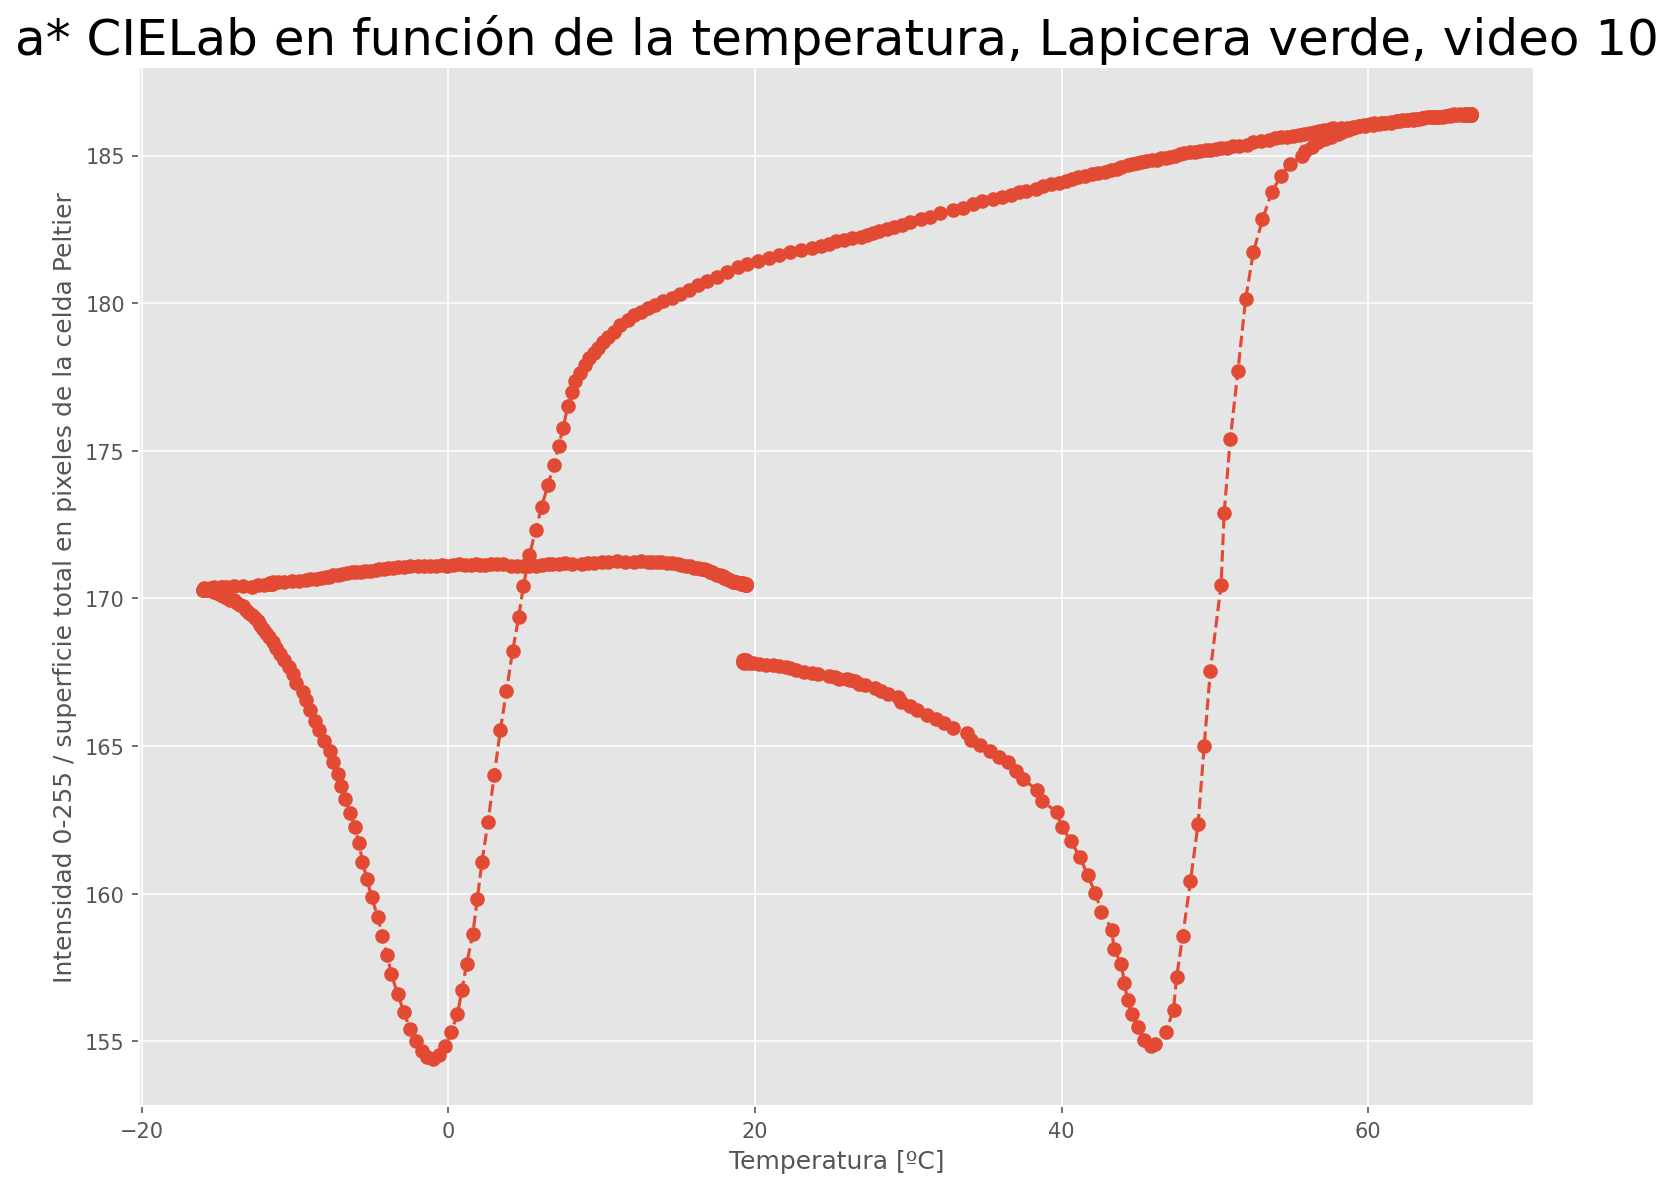 a* CIELab en función de la temperatura, Lapicera verde, video 10
Intensidad 0-255 / superficie total en pixeles de la celda Peltier
185
180
175
170
165
160
155
−20 0 20 40 60
Temperatura [ºC]